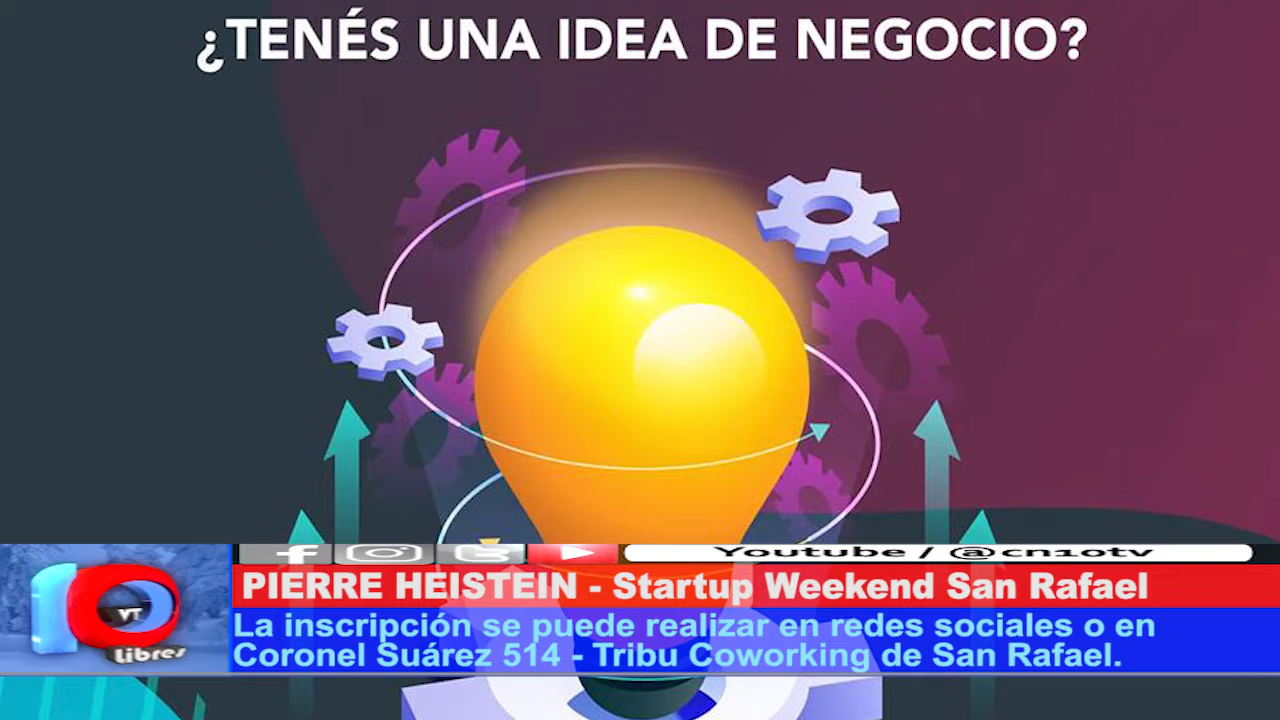 ¿TENÉS UNA IDEA DE NEGOCIO?
Youtube / @cn10tv
PIERRE HEISTEIN - Startup Weekend San Rafael
La inscripción se puede realizar en redes sociales o en
Coronel Suárez 514 - Tribu Coworking de San Rafael.
10
libres